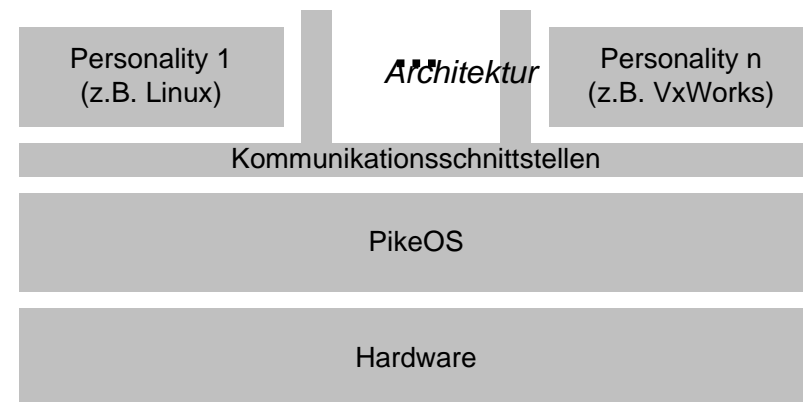 Personality 1
(z.B. Linux)
...
Architektur
Personality n
(z.B. VxWorks)
Kommunikationsschnittstellen
PikeOS
Hardware